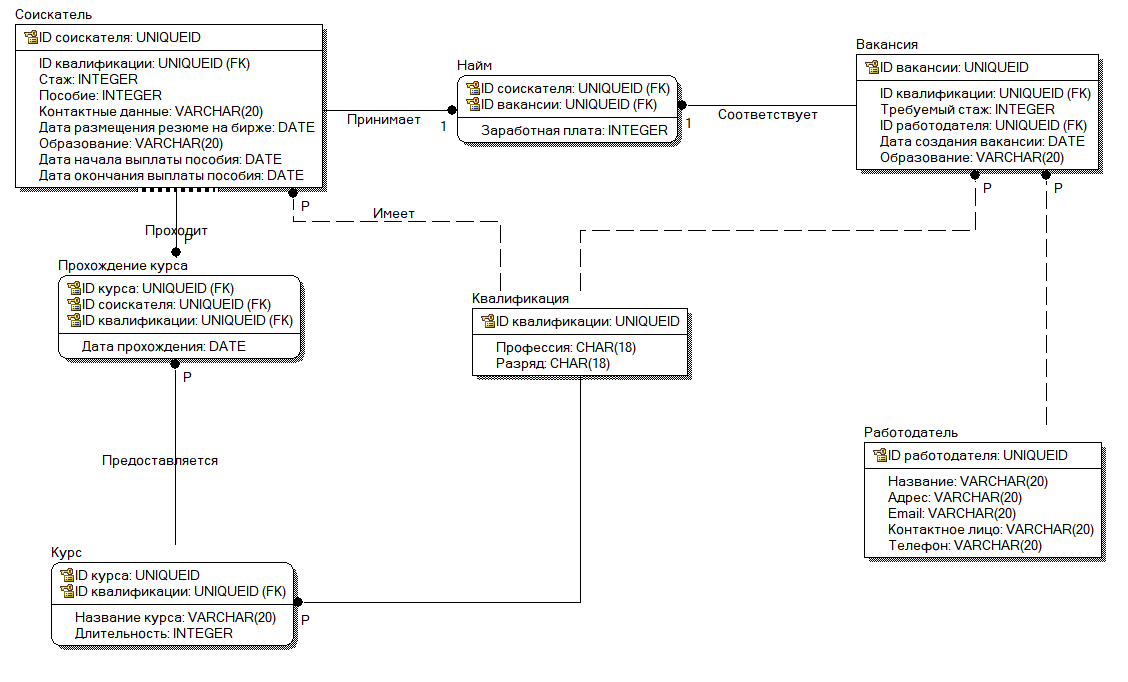 Соискатель
ID соискателя: UNIQUEID
ID квалификации: UNIQUEID (FK)
Стаж: INTEGER
Пособие: INTEGER
Контактные данные: VARCHAR(20)
Дата размещения резюме на бирже: DATE
Образование: VARCHAR(20)
Дата начала выплаты пособия: DATE
Дата окончания выплаты пособия: DATE
Принимает
1
Найм
ID соискателя: UNIQUEID (FK)
ID вакансии: UNIQUEID (FK)
Заработная плата: INTEGER
1
Соответствует
Вакансия
ID вакансии: UNIQUEID
ID квалификации: UNIQUEID (FK)
Требуемый стаж: INTEGER
ID работодателя: UNIQUEID (FK)
Дата создания вакансии: DATE
Образование: VARCHAR(20)
P
P
P
Имеет
Проходит
P
Прохождение курса
ID курса: UNIQUEID (FK)
ID соискателя: UNIQUEID (FK)
ID квалификации: UNIQUEID (FK)
Дата прохождения: DATE
P
Квалификация
ID квалификации: UNIQUEID
Профессия: CHAR(18)
Разряд: CHAR(18)
Работодатель
ID работодателя: UNIQUEID
Название: VARCHAR(20)
Адрес: VARCHAR(20)
Email: VARCHAR(20)
Контактное лицо: VARCHAR(20)
Телефон: VARCHAR(20)
Предоставляется
Курс
ID курса: UNIQUEID
ID квалификации: UNIQUEID (FK)
Название курса: VARCHAR(20)
Длительность: INTEGER
P